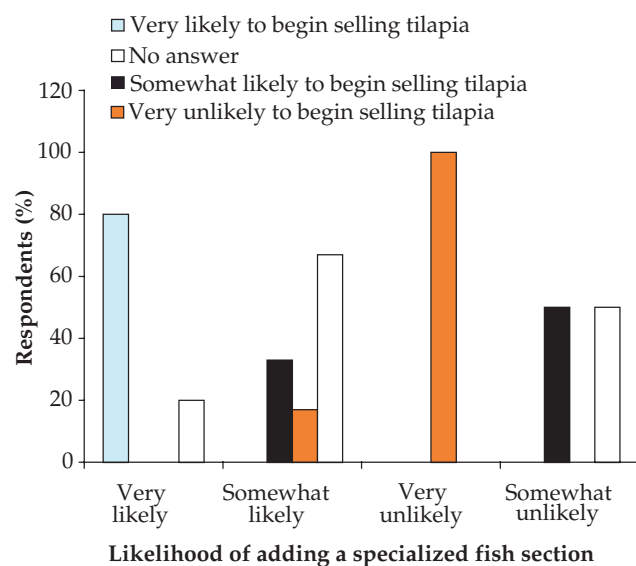 Very likely to begin selling tilapia
No answer
Somewhat likely to begin selling tilapia
Very unlikely to begin selling tilapia
120
100
80
60
40
20
0
Respondents (%)
Very likely
Somewhat likely
Very unlikely
Somewhat unlikely
Likelihood of adding a specialized fish section